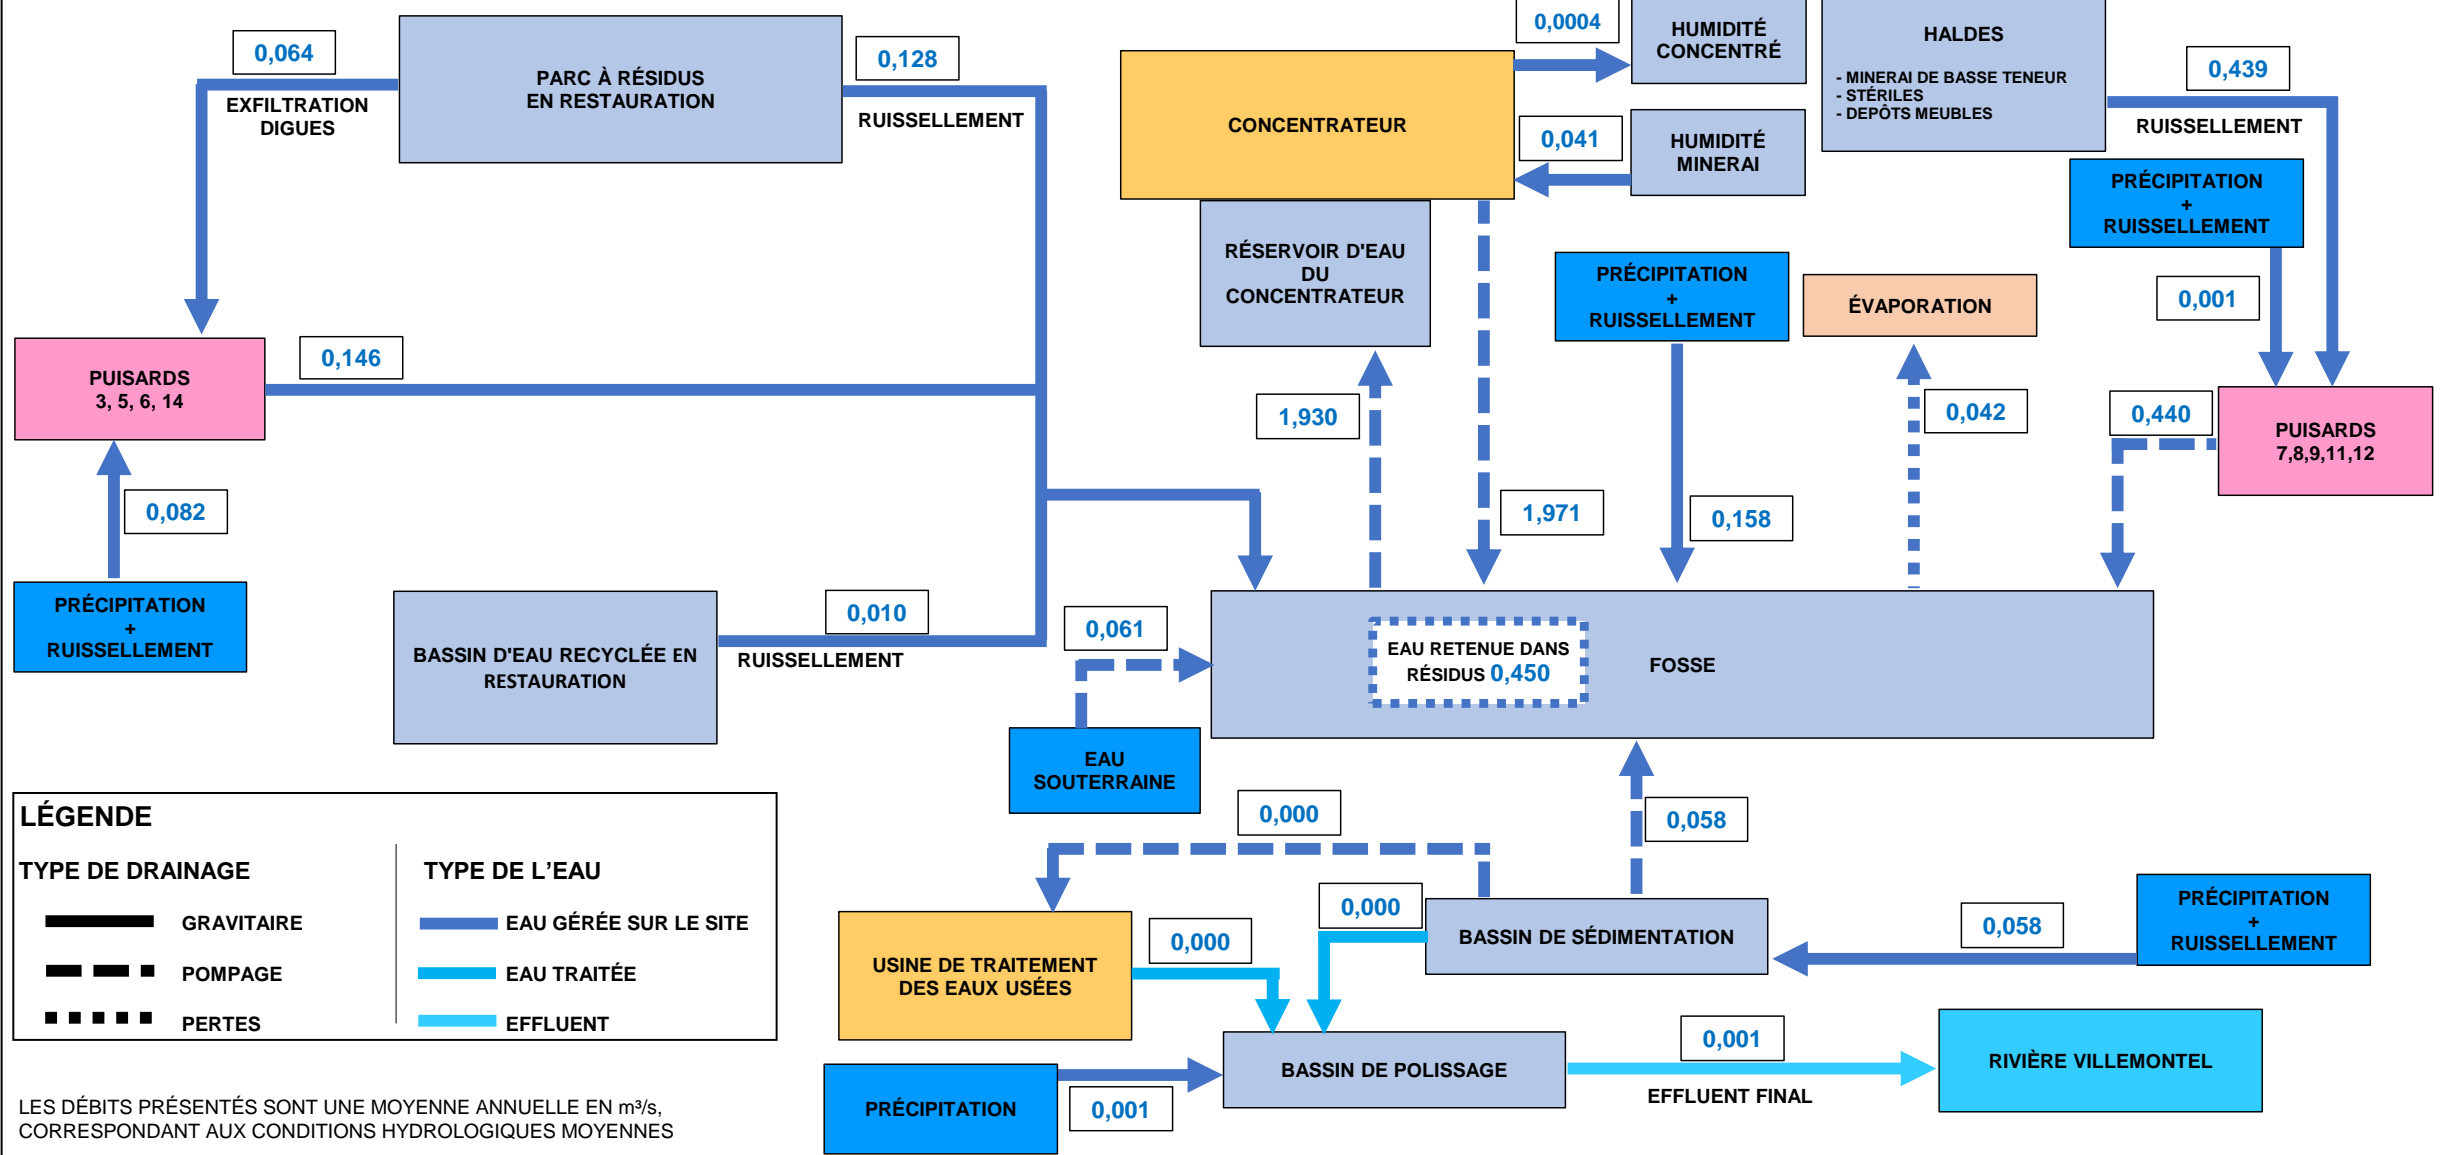 0,064
EXFILTRATION
DIGUES
PARC À RÉSIDUS
EN RESTAURATION
0,128
RUISSELLEMENT
0,0004
HUMIDITÉ
CONCENTRÉ
CONCENTRATEUR
0,041
HUMIDITÉ
MINERAI
HALDES
- MINERAI DE BASSE TENEUR
- STÉRILES
- DEPÔTS MEUBLES
0,439
RUISSELLEMENT
PRÉCIPITATION
+
RUISSELLEMENT
0,001
RÉSERVOIR D'EAU
DU
CONCENTRATEUR
PRÉCIPITATION
+
RUISSELLEMENT
ÉVAPORATION
PUISARDS
3, 5, 6, 14
0,146
1,930
1,971
0,158
0,042
0,440
PUISARDS
7,8,9,11,12
0,082
PRÉCIPITATION
+
RUISSELLEMENT
BASSIN D'EAU RECYCLÉE EN
RESTAURATION
0,010
RUISSELLEMENT
0,061
EAU
SOUTERRAINE
EAU RETENUE DANS
RÉSIDUS 0,450
FOSSE
LÉGENDE
TYPE DE DRAINAGE
GRAVITAIRE
POMPAGE
PERTES
TYPE DE L’EAU
EAU GÉRÉE SUR LE SITE
EAU TRAITÉE
EFFLUENT
0,000
0,058
USINE DE TRAITEMENT
DES EAUX USÉES
0,000
0,000
BASSIN DE SÉDIMENTATION
0,058
PRÉCIPITATION
+
RUISSELLEMENT
PRÉCIPITATION
0,001
BASSIN DE POLISSAGE
0,001
EFFLUENT FINAL
RIVIÈRE VILLEMONTEL
LES DÉBITS PRÉSENTÉS SONT UNE MOYENNE ANNUELLE EN m³/s,
CORRESPONDANT AUX CONDITIONS HYDROLOGIQUES MOYENNES